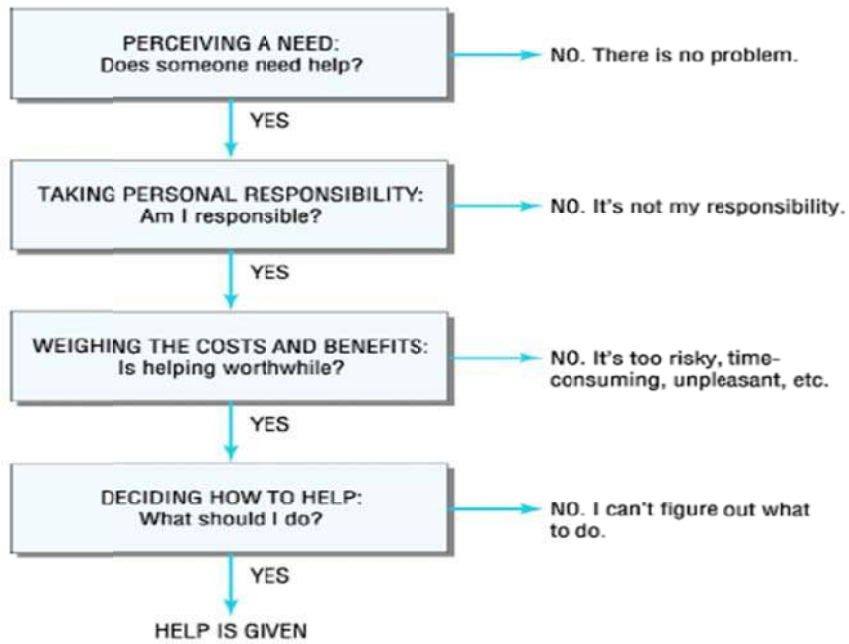 PERCEIVING A NEED:
Does someone need help?
NO. There is no problem.
YES
TAKING PERSONAL RESPONSIBILITY:
Am I responsible?
NO. It's not my responsibility.
YES
WEIGHING THE COSTS AND BENEFITS:
Is helping worthwhile?
NO. It's too risky, time-
consuming, unpleasant, etc.
YES
DECIDING HOW TO HELP:
What should I do?
NO. I can't figure out what
to do.
YES
HELP IS GIVEN